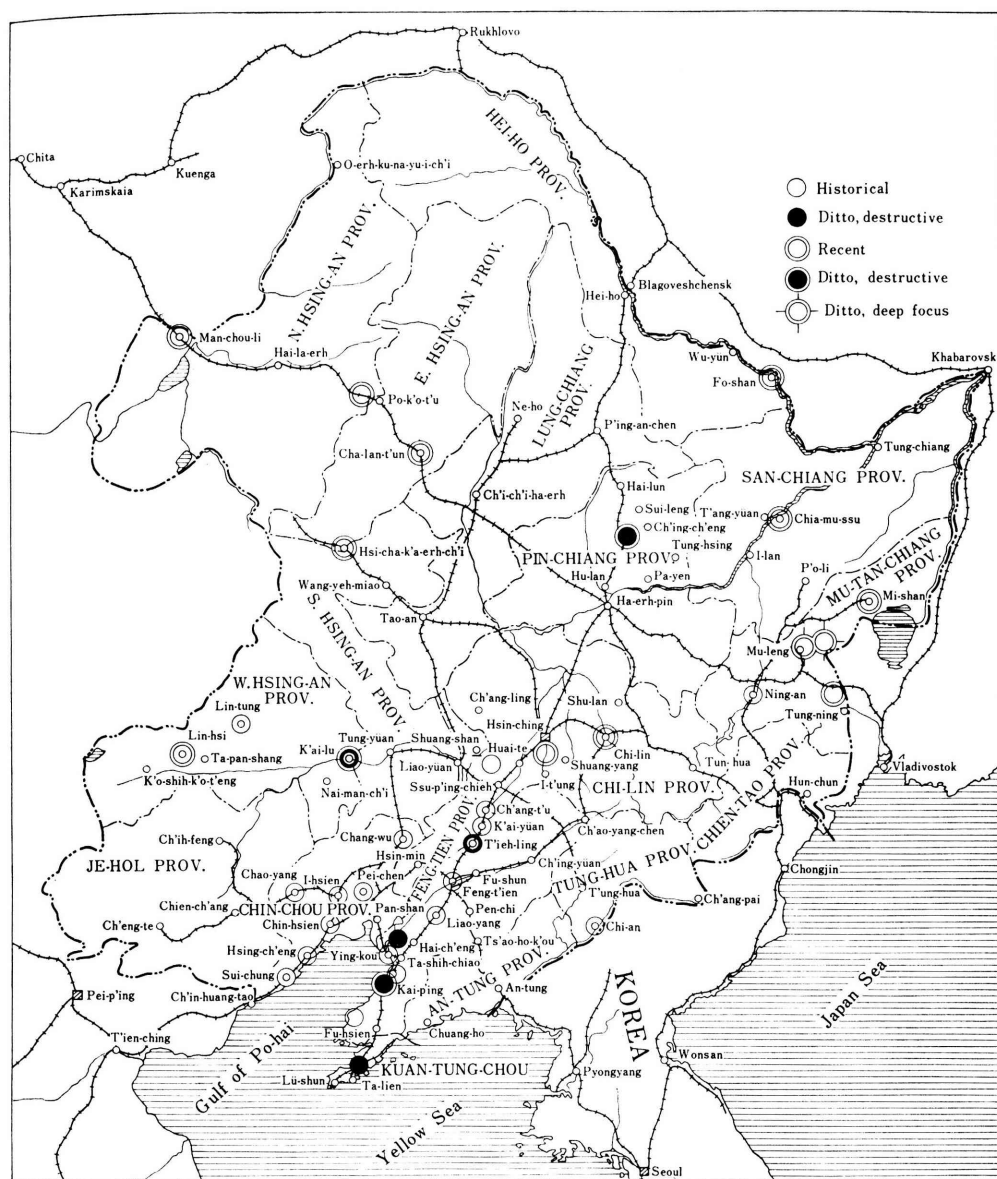 Rukhlovo
Chita
Kuenga
Karimskaia
O-erh-ku-na-yu-i-ch'i
HEI-HO PROV.
Historical
Ditto, destructive
Recent
Ditto, destructive
Ditto, deep focus
N. HSING-AN PROV.
E. HSING-AN PROV.
Blagoveshchensk
Hei-ho
Man-chou-li
Hai-la-erh
Wu-yün
Fo-shan
Khabarovsk
LUNG-CHIANG
PROV.
Po-k'o-t'u
Ne-ho
P'ing-an-chen
Tung-chiang
Cha-lan-t'un
SAN-CHIANG PROV.
Hai-lun
Ch'i-ch'i-ha-erh
Sui-leng
T'ang-yuan
Chia-mu-ssu
Ch'ing-ch'eng
Tung-hsing
Hsi-cha-k'a-erh-ch'i
PIN-CHIANG PROV.
I-lan
MU-TAN-CHIANG
PROV.
P'o-li
Pa-yen
Hu-lan
Wang-yeh-miao
Mi-shan
Ha-erh-pin
Tao-an
S. HSING-AN PROV.
Mu-leng
W. HSING-AN
PROV.
Ning-an
Tung-ning
Lin-tung
Ch'ang-ling
Shu-lan
Hsin-ching
Lin-hsi
Tung-yuan
Shuang-shan
Huai-te
Chi-lin
K'ai-lu
Ta-pan-shang
Liao-yüan
Shuang-yang
Tun-hua
Vladivostok
K'o-shih-k'o-t'eng
Nai-man-ch'i
Ssu-p'ing-chieh
I-t'ung
CHI-LIN PROV.
Hun-chun
CHIEN-TAO PROV.
Ch'ang-t'u
K'ai-yüan
Chang-wu
Ch'ao-yang-chen
Ch'ih-feng
T'ieh-ling
FENG-TIEN PROV.
JE-HOL PROV.
Hsin-min
Ch'ing-yüan
Chongjin
Chao-yang
I-hsien
Pei-chen
Fu-shun
TUNG-HUA PROV.
Feng-t'ien
T'ung-hua
Ch'ang-pai
Chien-ch'ang
CHIN-CHOU PROV.
Pan-shan
Pen-chi
Ch'eng-te
Chin-hsien
Liao-yang
Chi-an
Hai-ch'eng
Ts'ao-ho-k'ou
Hsing-ch'eng
Ying-kou
Ta-shih-chiao
Sui-chung
Kai-p'ing
AN-TUNG PROV.
An-tung
KOREA
Japan Sea
Pei-p'ing
Ch'in-huang-tao
Fu-hsien
Chuang-ho
T'ien-ching
Gulf of Po-hai
KUAN-TUNG-CHOU
Wonsan
Lü-shun
Ta-lien
Pyongyang
Yellow Sea
Seoul